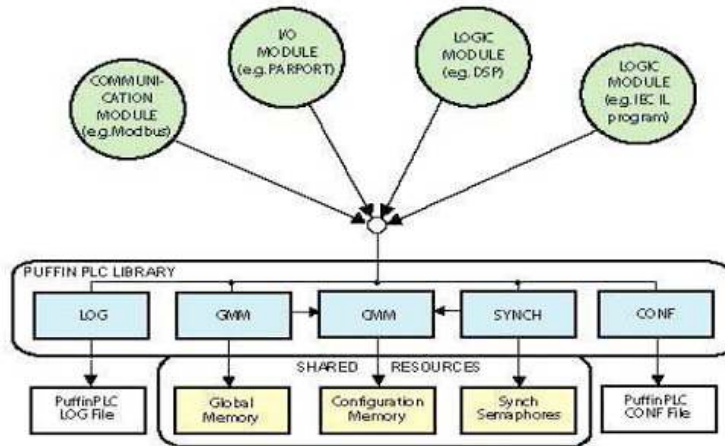 COMMUNI-
CATION
MODULE
(e.g.Modbus)
I/O
MODULE
(e.g. PARPORT)
LOGIC
MODULE
(e.g. DSP)
LOGIC
MODULE
(e.g. IEC IL
program)
PUFFIN PLC LIBRARY
LOG
GMM
CMM
SYNCH
CONF
SHARED RESOURCES
PuffinPLC
LOG File
Global
Memory
Configuration
Memory
Synch
Semaphores
PuffinPLC
CONF File